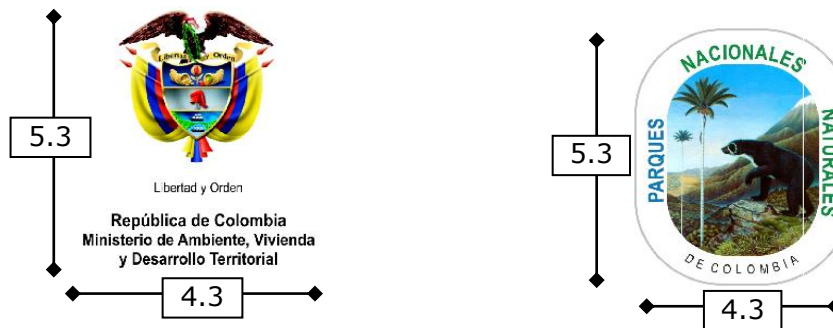 Libertad y Orden
5.3
Libertad y Orden
República de Colombia
Ministerio de Ambiente, Vivienda
y Desarrollo Territorial
4.3
5.3
PARQUES
NACIONALES
NATURALES
DE COLOMBIA
4.3